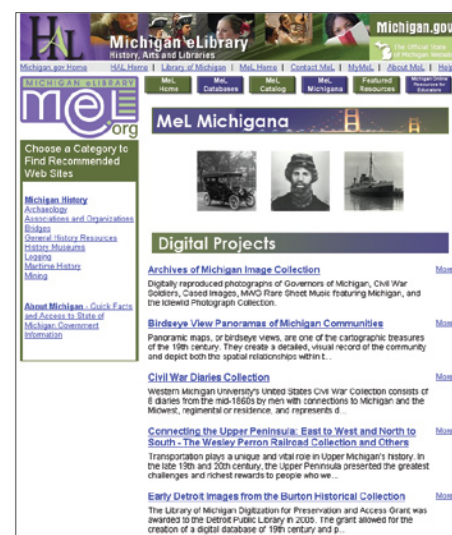 HAL
Michigan eLibrary
History, Arts and Libraries
Michigan.gov
The Official State
of Michigan Website
Michigan.gov Home
HAL Home | Library of Michigan | MeL Home | Contact MeL | MyMeL | About MeL | Help
MICHIGAN eLIBRARY
MeL
.org
MeL
Home
MeL
Databases
MeL
Catalog
MeL
Michigana
Featured
Resources
Michigan Online
Resources for
Educators
MeL Michigana
Choose a Category to
Find Recommended
Web Sites
Michigan History
Archaeology
Associations and Organizations
Bridges
General History Resources
History Museums
Logging
Maritime History
Mining
About Michigan - Quick Facts
and Access to State of
Michigan Government
Information
Digital Projects
Archives of Michigan Image Collection
More
Digitally reproduced photographs of Governors of Michigan, Civil War
Soldiers, Cased Images, MWO Rare Sheet Music featuring Michigan, and
the Idlewild Photograph Collection.
Birdseye View Panoramas of Michigan Communities
More
Panoramic maps, or birdseye views, are one of the cartographic treasures
of the 19th century. They create a detailed, visual record of the community
and depict both the spatial relationships within t...
Civil War Diaries Collection
More
Western Michigan University's United States Civil War Collection consists of
8 diaries from the mid-1860s by men with connections to Michigan and the
Midwest, regimental or residence, and represents d...
Connecting the Upper Peninsula: East to West and North to
More
South - The Wesley Perron Railroad Collection and Others
Transportation plays a unique and vital role in Upper Michigan's history. In
the late 19th and 20th century, the Upper Peninsula presented the greatest
challenges and richest rewards to people who we...
Early Detroit Images from the Burton Historical Collection
More
The Library of Michigan Digitization for Preservation and Access Grant was
awarded to the Detroit Public Library in 2005. The grant allowed for the
creation of a digital database of 19th century and p...